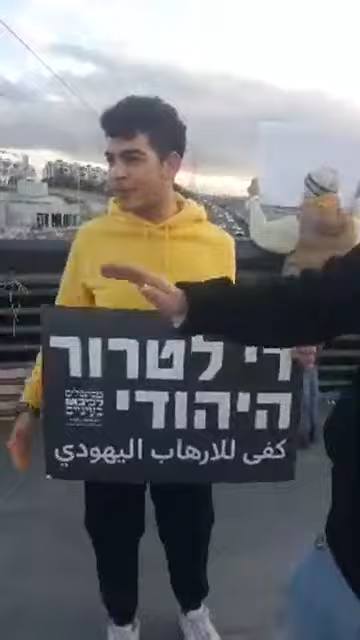 די לטרור
היהודי
كفى للارهاب اليهودي